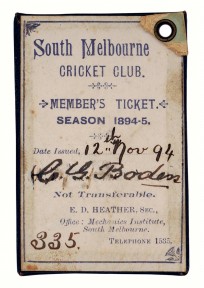 South Melbourne
CRICKET CLUB.
MEMBER'S TICKET.
SEASON 1894-5.
Date Issued, 12th Nov 94
C. G. Boden
Not Transferable.
E. D. HEATHER, SEC.,
Office: Mechanics Institute,
South Melbourne.
335. TELEPHONE 1535.